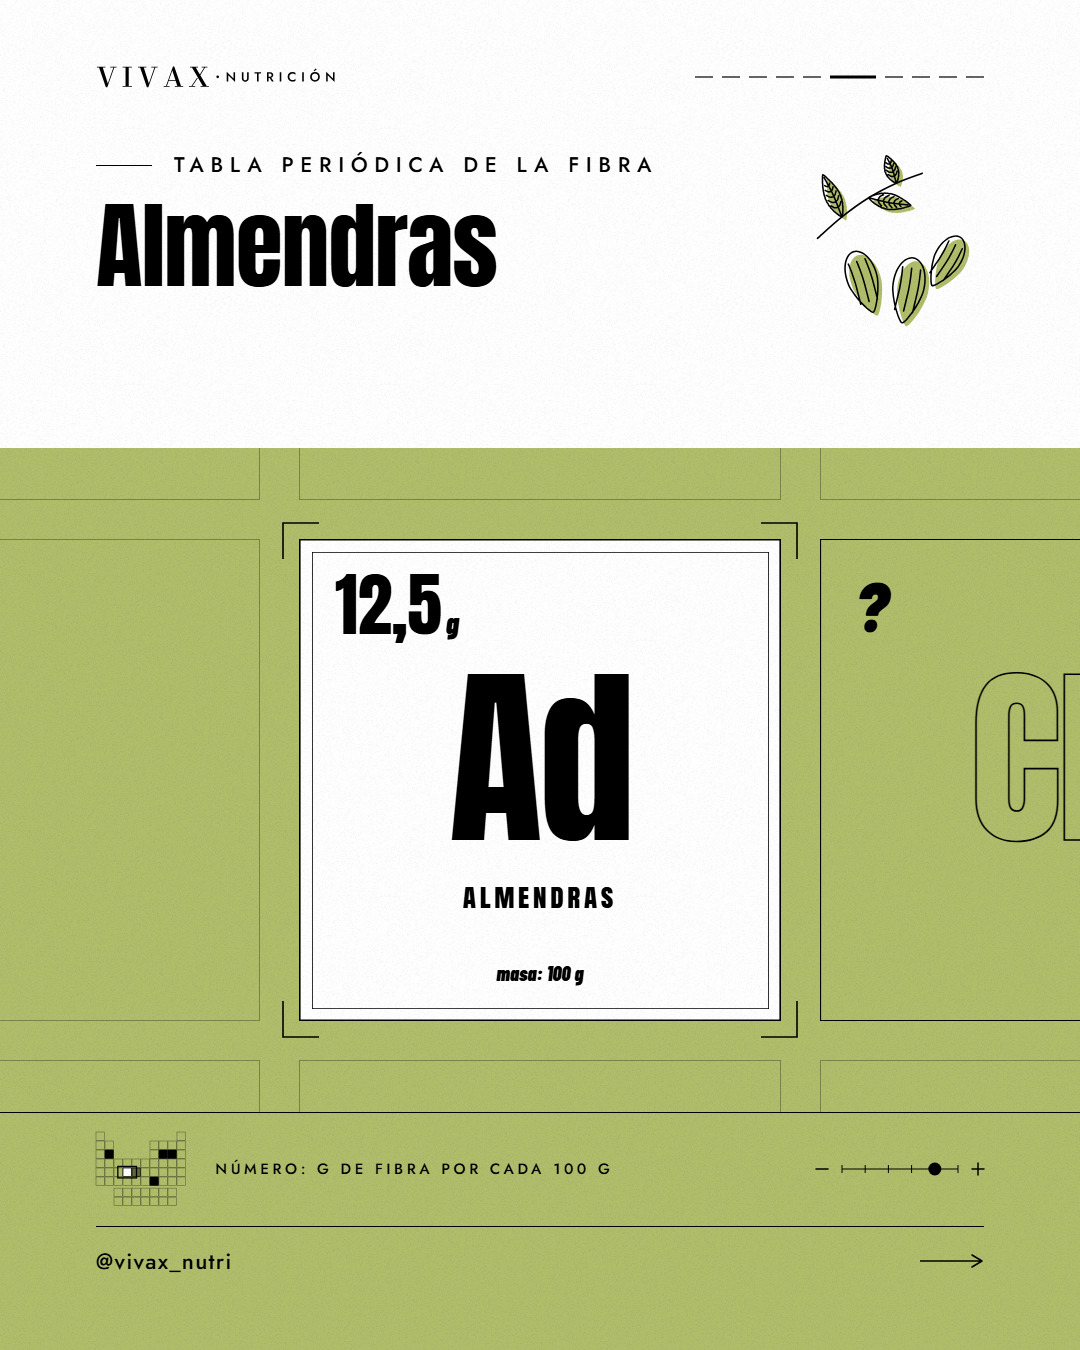 VIVAX·NUTRICIÓN
TABLA PERIÓDICA DE LA FIBRA
Almendras
12,5 g
?
Ad
ALMENDRAS
masa: 100 g
NÚMERO: G DE FIBRA POR CADA 100 G
@vivax_nutri